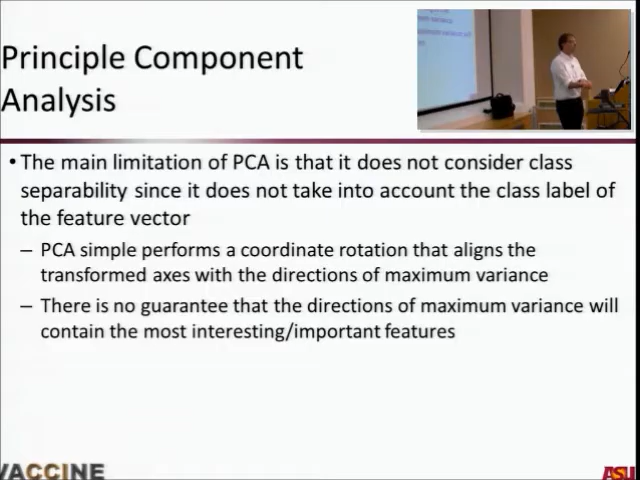 Principle Component
Analysis
• The main limitation of PCA is that it does not consider class
separability since it does not take into account the class label of
the feature vector
– PCA simple performs a coordinate rotation that aligns the
transformed axes with the directions of maximum variance
– There is no guarantee that the directions of maximum variance will
contain the most interesting/important features
VACCINE
ASU